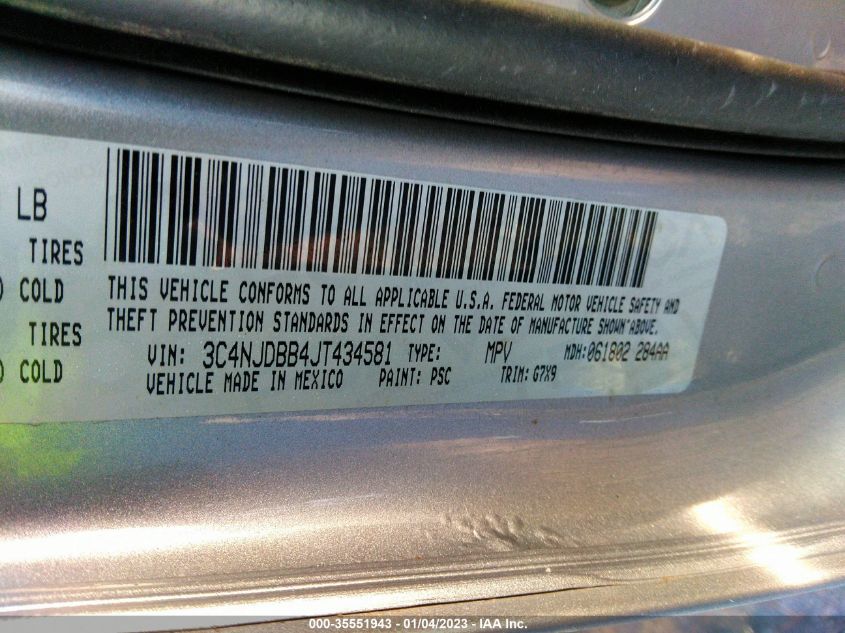 LB
TIRES
COLD
TIRES
COLD
THIS VEHICLE CONFORMS TO ALL APPLICABLE U.S.A. FEDERAL MOTOR VEHICLE SAFETY AND
THEFT PREVENTION STANDARDS IN EFFECT ON THE DATE OF MANUFACTURE SHOWN ABOVE.
VIN: 3C4NJDBB4JT434581 TYPE: MPV MDH:061802 284AA
VEHICLE MADE IN MEXICO PAINT: PSC TRIM: G7X9
000-35551943 - 01/04/2023 - IAA Inc.